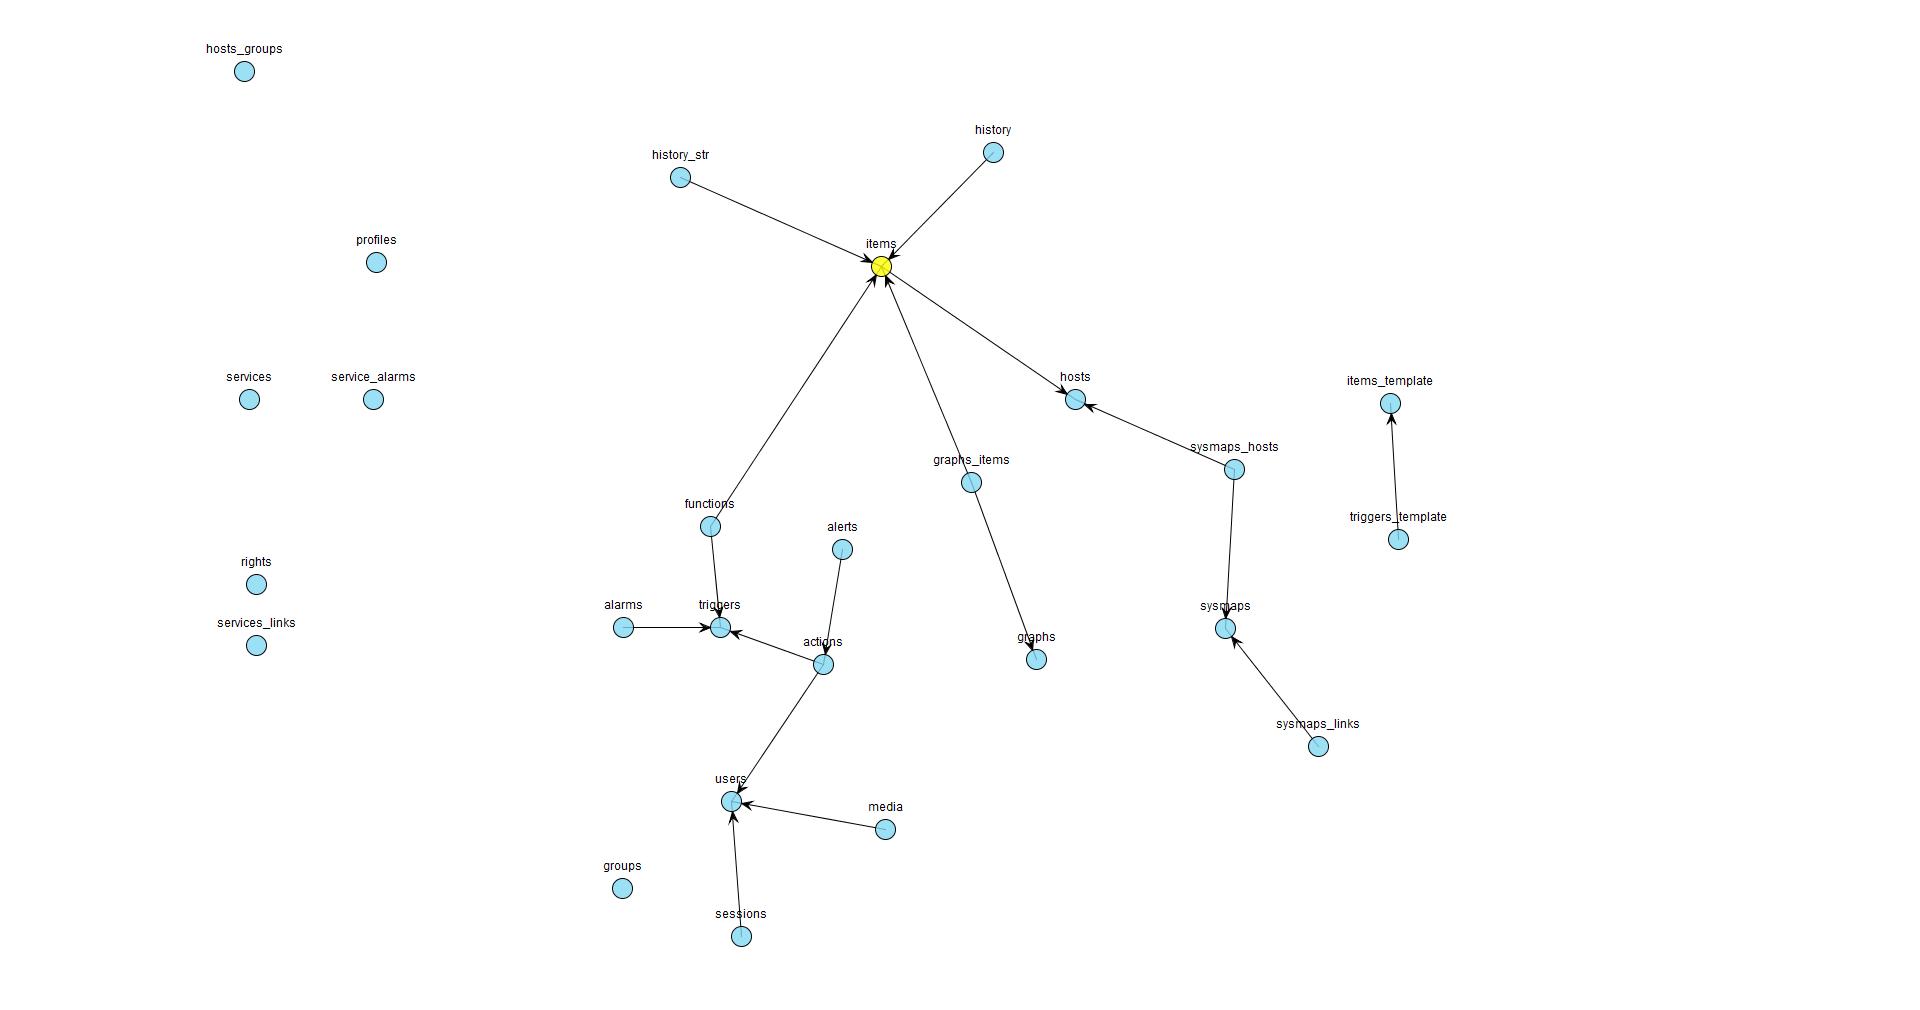 hosts_groups
history
history_str
profiles
items
services
service_alarms
hosts
items_template
sysmaps_hosts
graphs_items
functions
triggers_template
alerts
rights
alarms
triggers
sysmaps
services_links
graphs
actions
sysmaps_links
users
media
groups
sessions